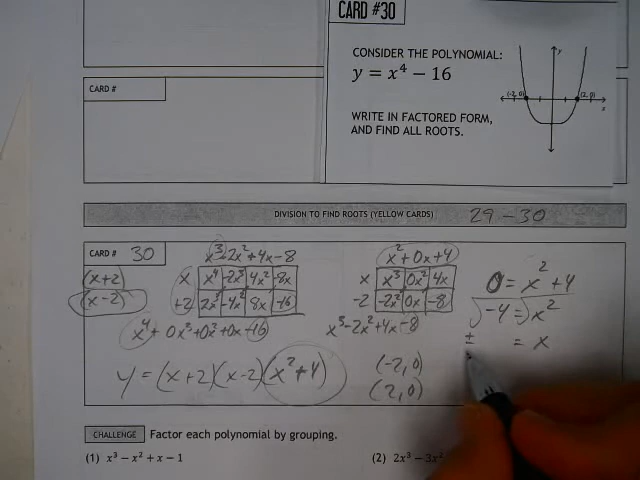 CARD #30
CONSIDER THE POLYNOMIAL:
y = x⁴ − 16
WRITE IN FACTORED FORM,
AND FIND ALL ROOTS.
y
(-2, 0)
(2, 0)
x
CARD #
DIVISION TO FIND ROOTS (YELLOW CARDS) 29 - 30
CARD # 30
(x+2)
(x-2)
x³-2x²+4x-8
x x⁴ -2x³ 4x² -8x
+2 2x³ -4x² 8x -16
x⁴+0x³+0x²+0x-16
x²+0x+4
x x³ 0x² 4x
-2 -2x² 0x -8
x³-2x²+4x-8
0 = x²+4
√-4 = √x²
± = x
y = (x+2)(x-2)(x²+4)
(-2,0)
(2,0)
CHALLENGE Factor each polynomial by grouping.
(1) x³ − x² + x − 1
(2) 2x³ − 3x